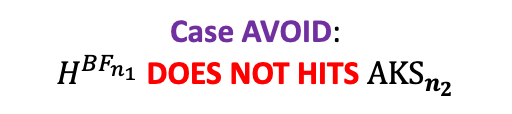 Case AVOID:
H^{BF_{n_1}} DOES NOT HITS AKS_{n_2}